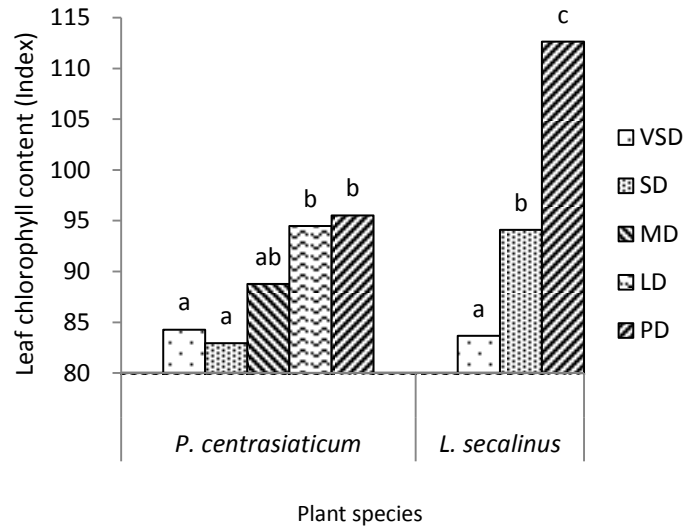 Leaf chlorophyll content (Index)
115
110
105
100
95
90
85
80
a
a
ab
b
b
a
b
c
P. centrasiaticum
L. secalinus
Plant species
VSD
SD
MD
LD
PD